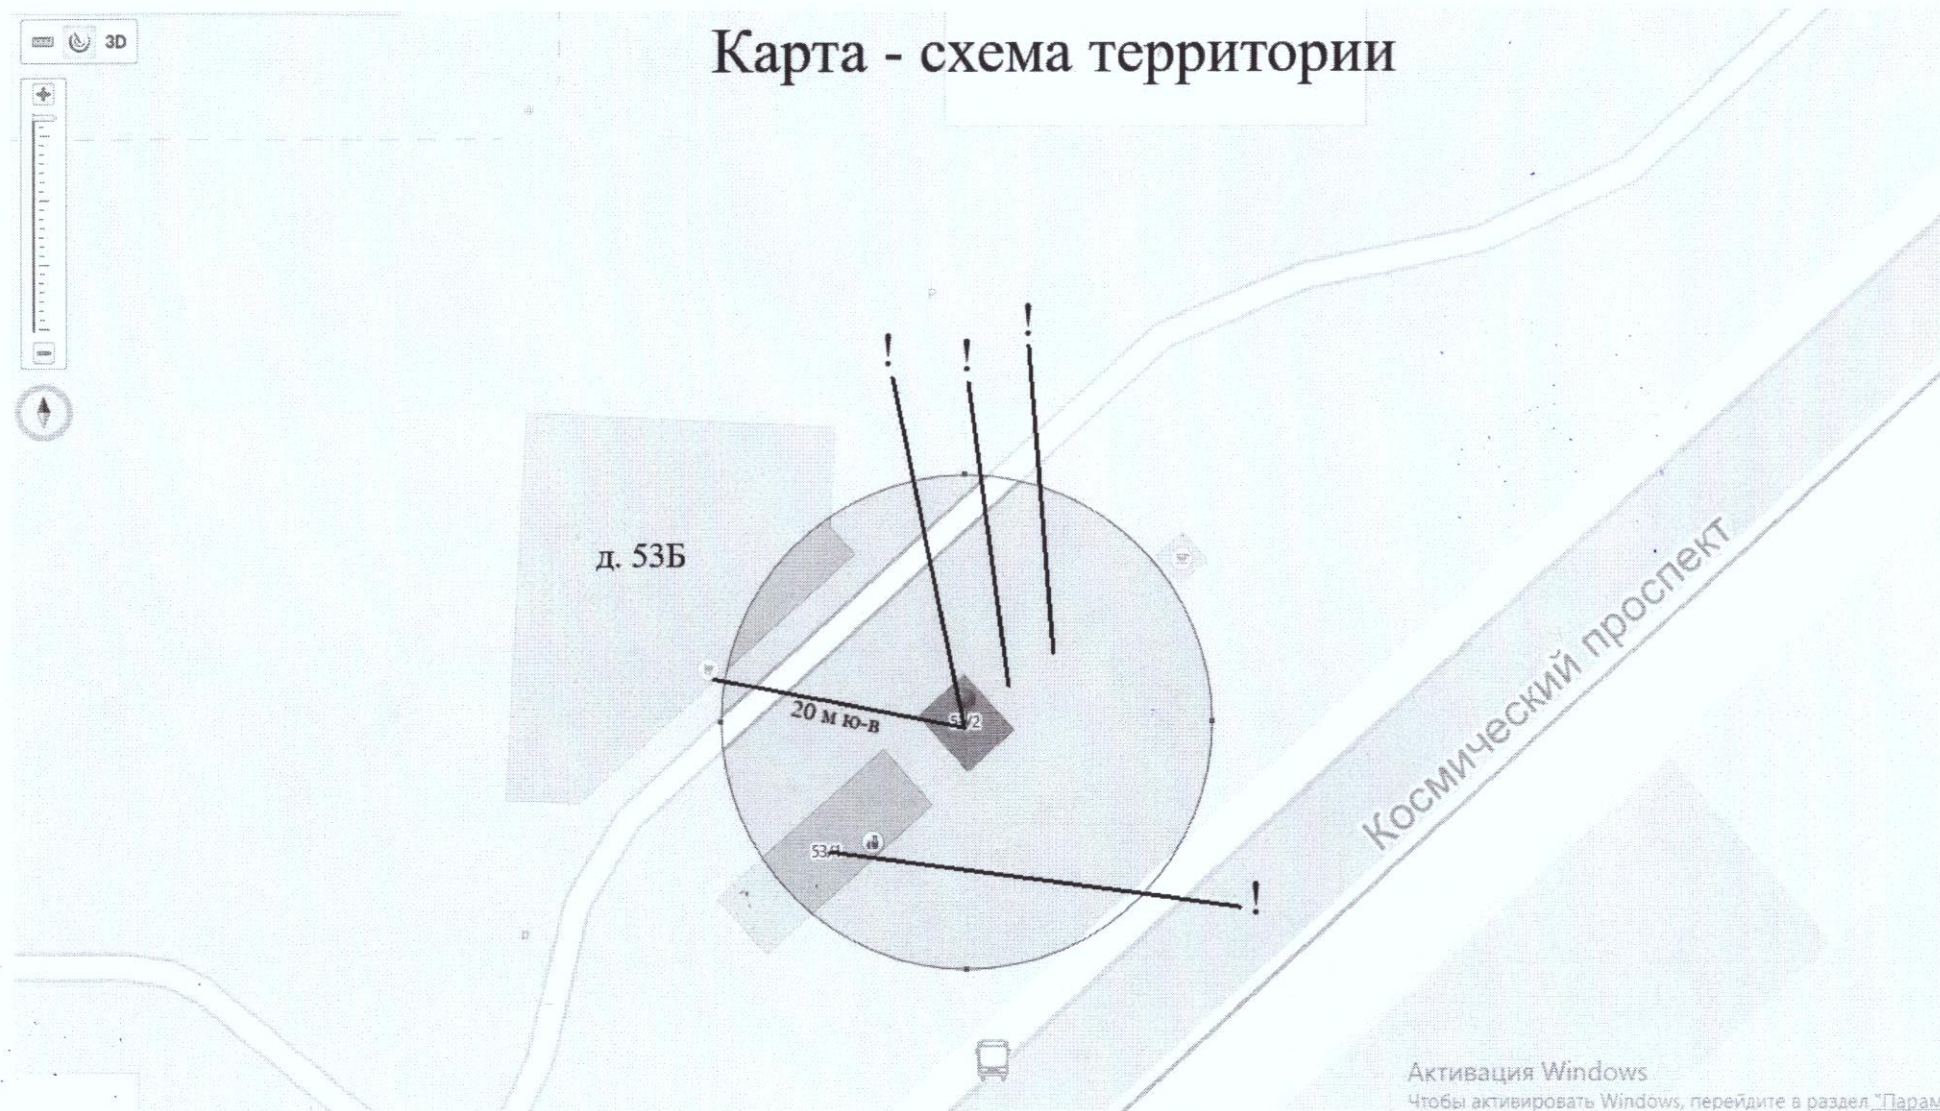 3D
Карта - схема территории
!
!
!
д. 53Б
53/2
20 м ю-в
53/1
!
Космический проспект
Активация Windows
Чтобы активировать Windows, перейдите в раздел "Парам